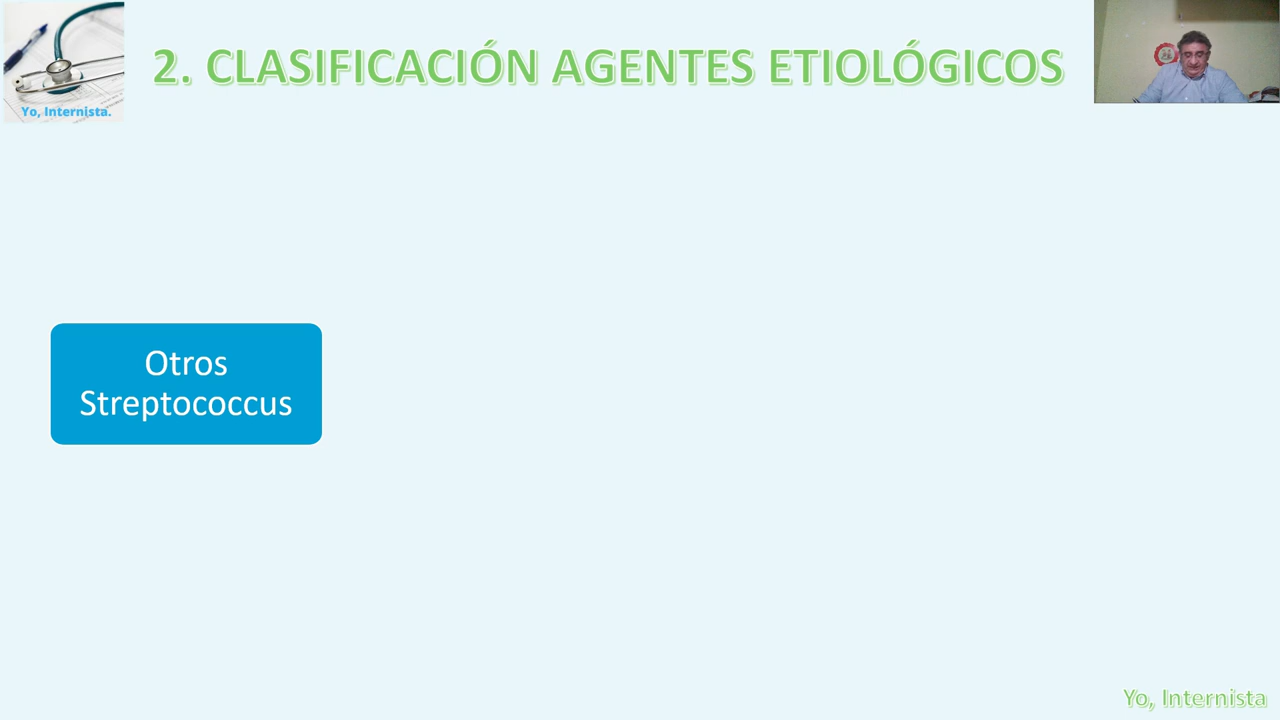 Yo, Internista.
2. CLASIFICACIÓN AGENTES ETIOLÓGICOS
Otros
Streptococcus
Yo, Internista